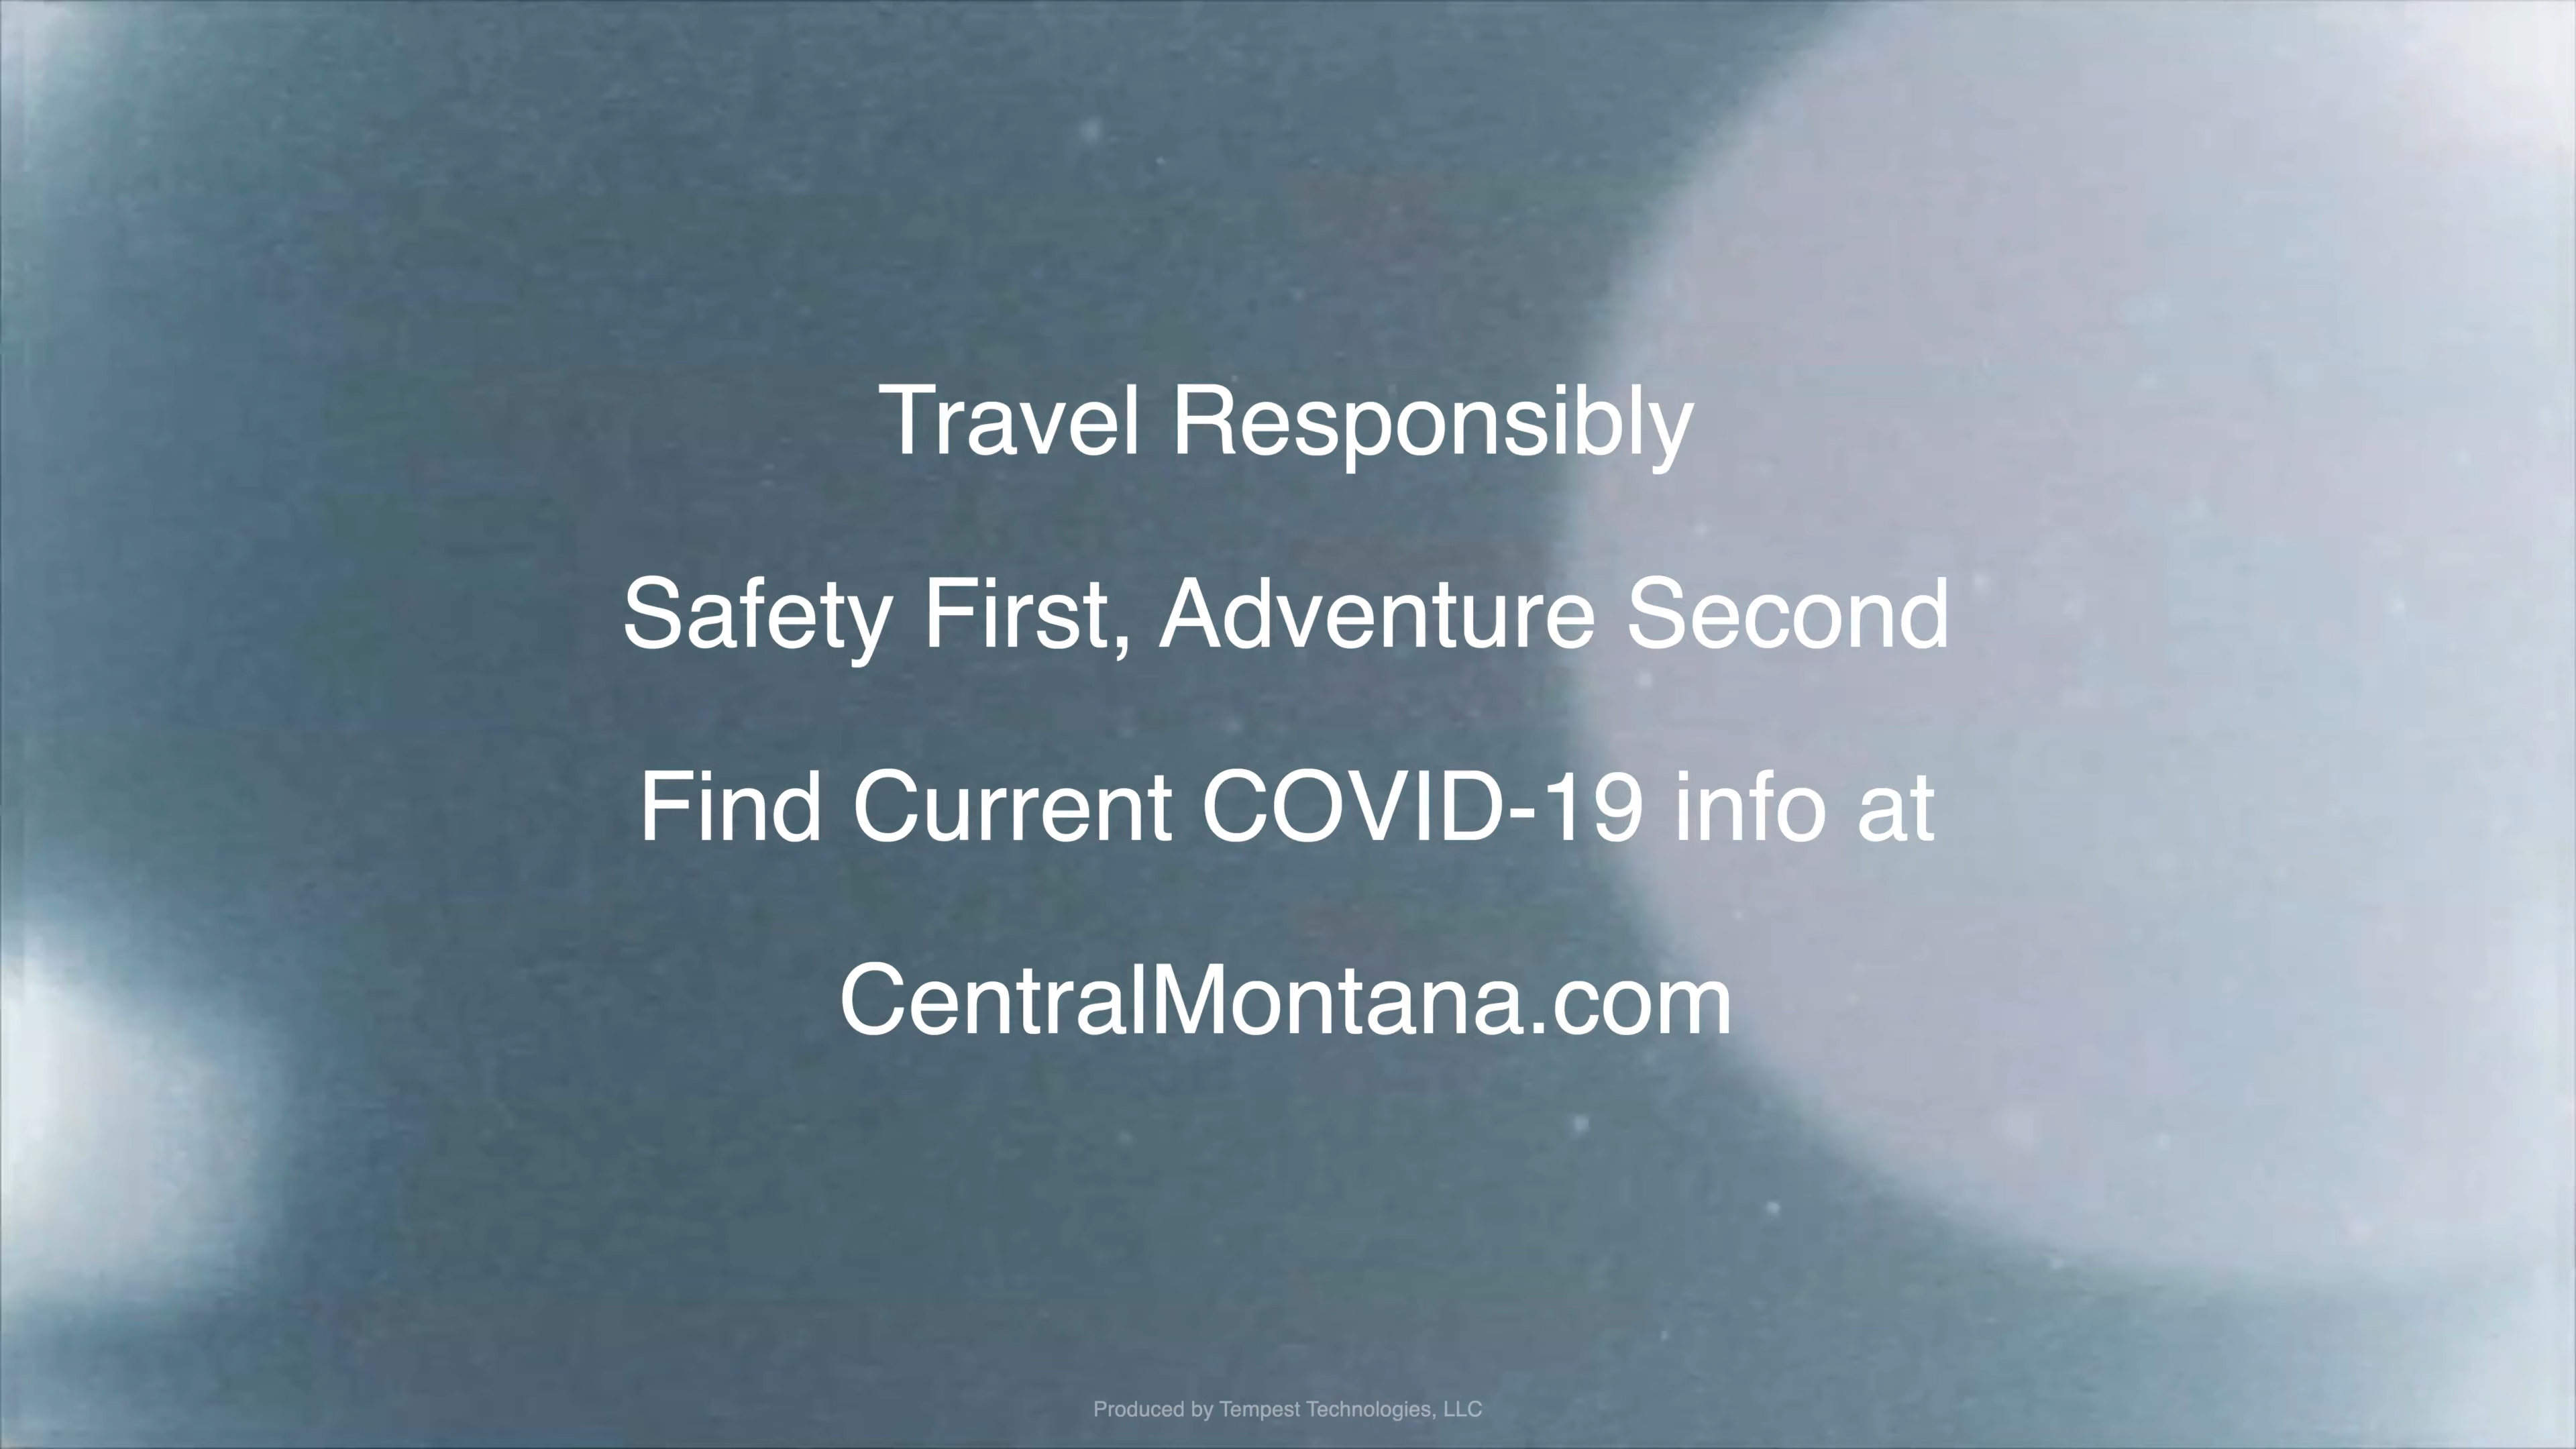 Travel Responsibly
Safety First, Adventure Second
Find Current COVID-19 info at
CentralMontana.com
Produced by Tempest Technologies, LLC